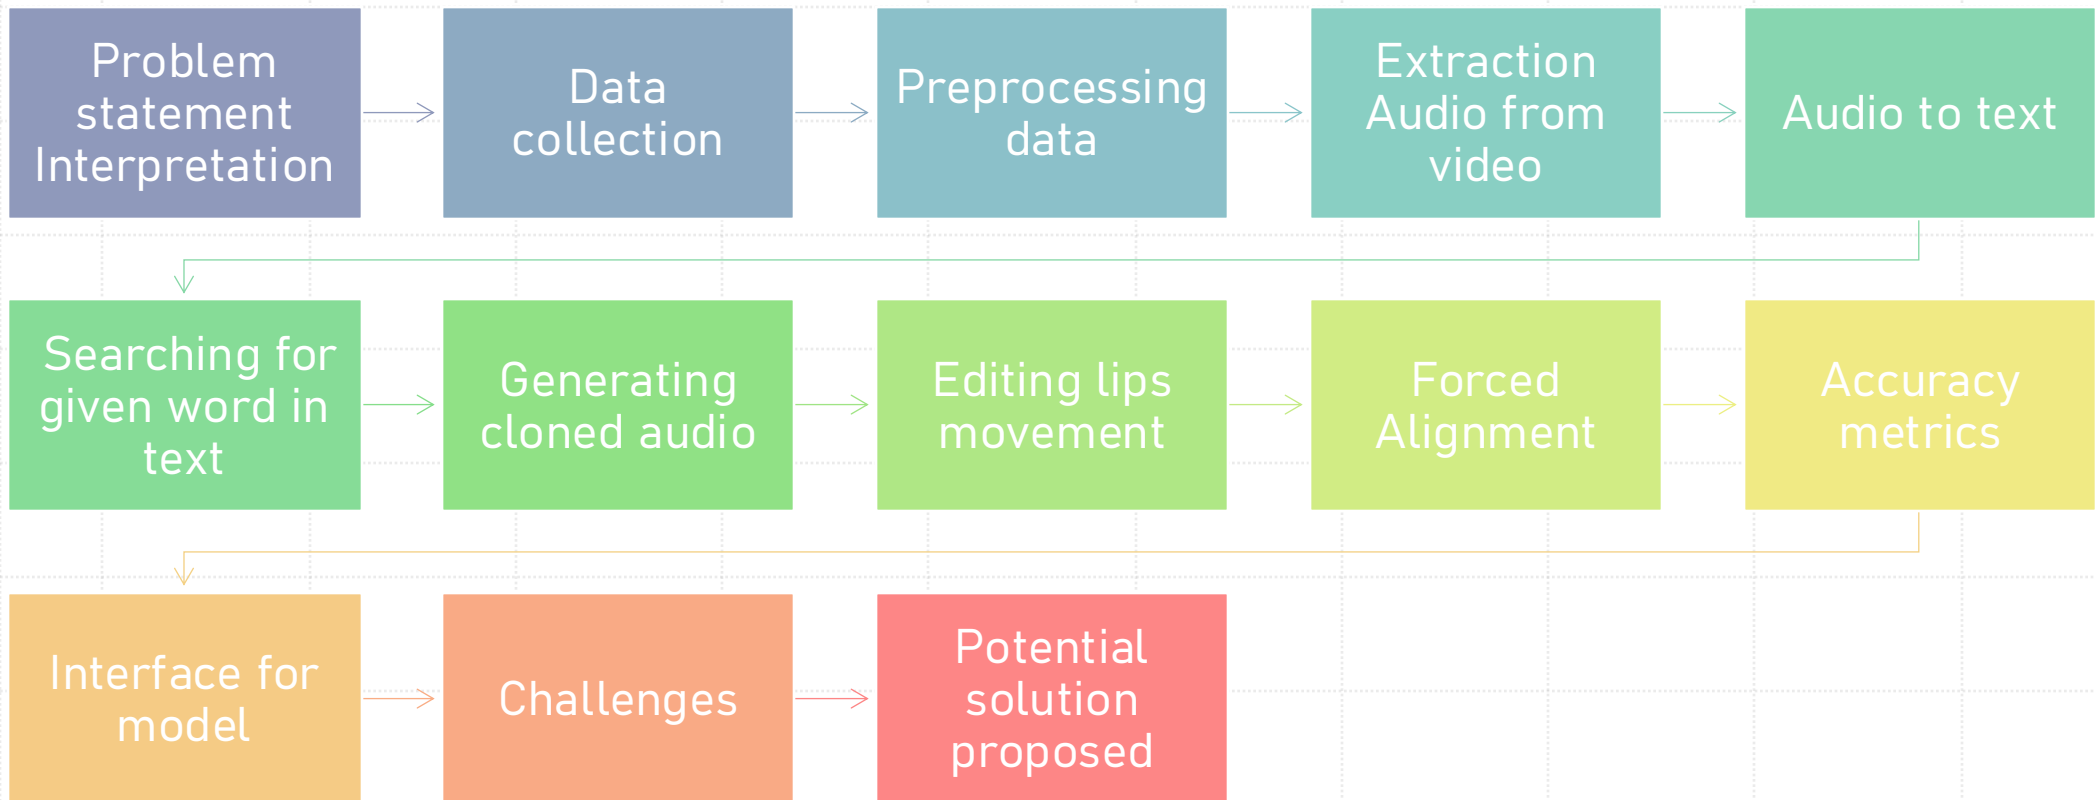 Problem
statement
Interpretation
Data
collection
Preprocessing
data
Extraction
Audio from
video
Audio to text
Searching for
given word in
text
Generating
cloned audio
Editing lips
movement
Forced
Alignment
Accuracy
metrics
Interface for
model
Challenges
Potential
solution
proposed